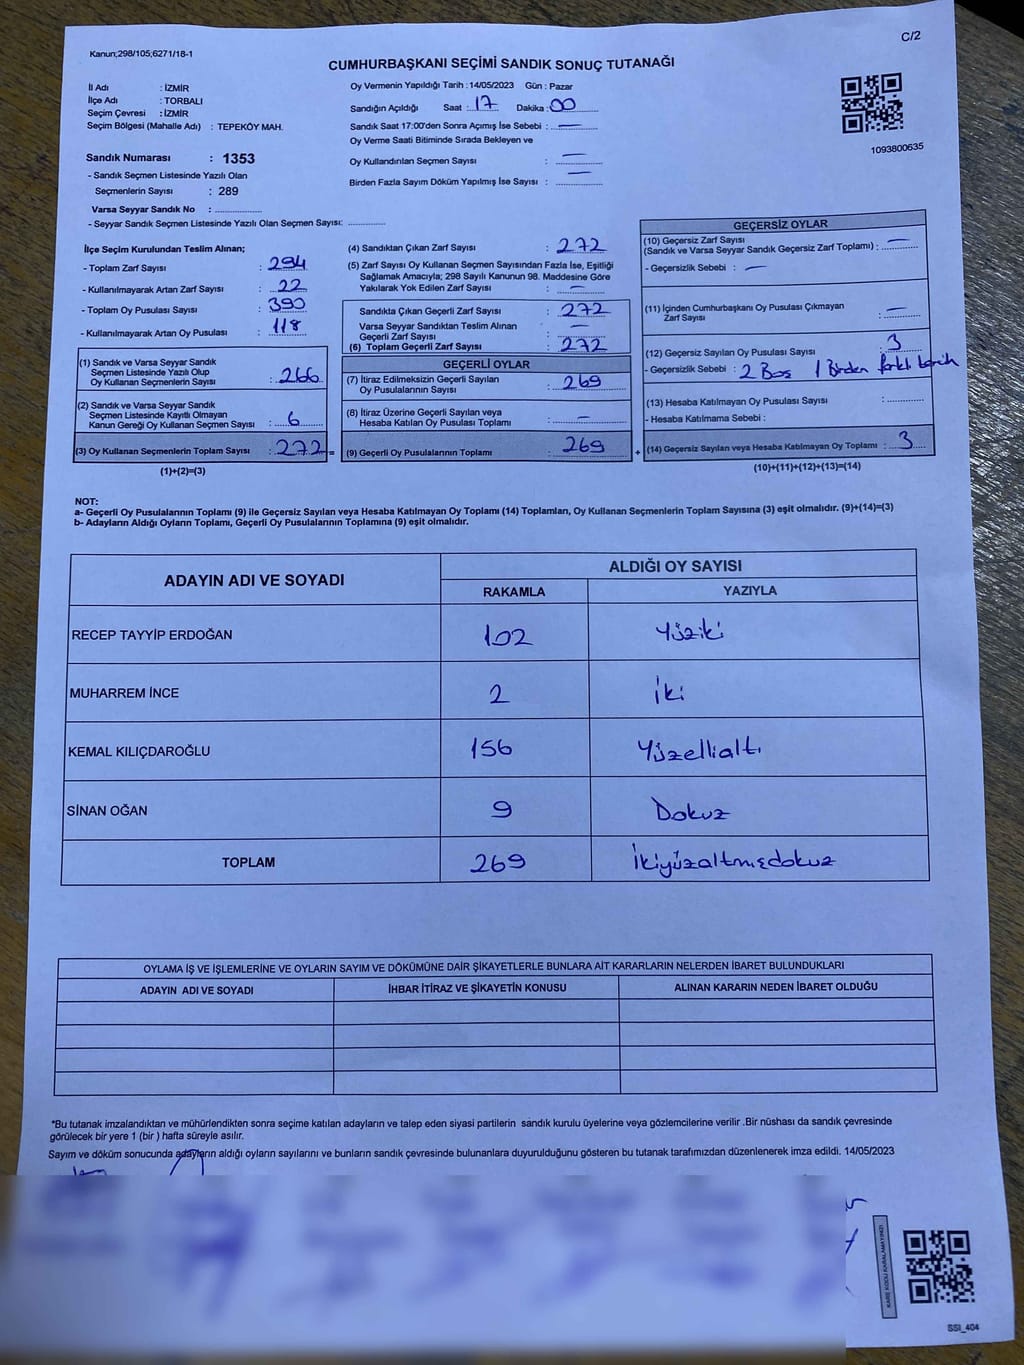 Kanun;298/105;6271/18-1
C/2
CUMHURBAŞKANI SEÇİMİ SANDIK SONUÇ TUTANAĞI
İl Adı : İZMİR
İlçe Adı : TORBALI
Seçim Çevresi : İZMİR
Seçim Bölgesi (Mahalle Adı) : TEPEKÖY MAH.
Oy Vermenin Yapıldığı Tarih : 14/05/2023 Gün : Pazar
Sandığın Açıldığı Saat : 17 Dakika : 00
Sandık Saat 17:00'den Sonra Açımış İse Sebebi : —
Oy Verme Saati Bitiminde Sırada Bekleyen ve
Oy Kullandırılan Seçmen Sayısı : —
Birden Fazla Sayım Döküm Yapılmış İse Sayısı : —
1093800635
Sandık Numarası : 1353
- Sandık Seçmen Listesinde Yazılı Olan
Seçmenlerin Sayısı : 289
Varsa Seyyar Sandık No : ................
- Seyyar Sandık Seçmen Listesinde Yazılı Olan Seçmen Sayısı: ............
İlçe Seçim Kurulundan Teslim Alınan;
- Toplam Zarf Sayısı : 294
- Kullanılmayarak Artan Zarf Sayısı : 22
- Toplam Oy Pusulası Sayısı : 390
- Kullanılmayarak Artan Oy Pusulası : 118
(1) Sandık ve Varsa Seyyar Sandık
Seçmen Listesinde Yazılı Olup
Oy Kullanan Seçmenlerin Sayısı : 266
(2) Sandık ve Varsa Seyyar Sandık
Seçmen Listesinde Kayıtlı Olmayan
Kanun Gereği Oy Kullanan Seçmen Sayısı : 6
(3) Oy Kullanan Seçmenlerin Toplam Sayısı : 272 =
(1)+(2)=(3)
(4) Sandıktan Çıkan Zarf Sayısı : 272
(5) Zarf Sayısı Oy Kullanan Seçmen Sayısından Fazla İse, Eşitliği
Sağlamak Amacıyla; 298 Sayılı Kanunun 98. Maddesine Göre
Yakılarak Yok Edilen Zarf Sayısı : —
Sandıkta Çıkan Geçerli Zarf Sayısı : 272
Varsa Seyyar Sandıktan Teslim Alınan
Geçerli Zarf Sayısı : —
(6) Toplam Geçerli Zarf Sayısı : 272
GEÇERLİ OYLAR
(7) İtiraz Edilmeksizin Geçerli Sayılan
Oy Pusulasının Sayısı : 269
(8) İtiraz Üzerine Geçerli Sayılan veya
Hesaba Katılan Oy Pusulası Toplamı : —
(9) Geçerli Oy Pusulalarının Toplamı : 269 +
GEÇERSİZ OYLAR
(10) Geçersiz Zarf Sayısı
(Sandık ve Varsa Seyyar Sandık Geçersiz Zarf Toplamı) : —
- Geçersizlik Sebebi : —
(11) İçinden Cumhurbaşkanı Oy Pusulası Çıkmayan
Zarf Sayısı : —
(12) Geçersiz Sayılan Oy Pusulası Sayısı : 3
- Geçersizlik Sebebi : 2 Boş 1 Birden farklı tercih
(13) Hesaba Katılmayan Oy Pusulası Sayısı : ............
- Hesaba Katılmama Sebebi :
(14) Geçersiz Sayılan veya Hesaba Katılmayan Oy Toplamı : 3
(10)+(11)+(12)+(13)=(14)
NOT:
a- Geçerli Oy Pusulalarının Toplamı (9) ile Geçersiz Sayılan veya Hesaba Katılmayan Oy Toplamı (14) Toplamları, Oy Kullanan Seçmenlerin Toplam Sayısına (3) eşit olmalıdır. (9)+(14)=(3)
b- Adayların Aldığı Oyların Toplamı, Geçerli Oy Pusulalarının Toplamına (9) eşit olmalıdır.
ADAYIN ADI VE SOYADI ALDIĞI OY SAYISI
RAKAMLA YAZIYLA
RECEP TAYYİP ERDOĞAN 102 Yüziki
MUHARREM İNCE 2 İki
KEMAL KILIÇDAROĞLU 156 Yüzellialtı
SİNAN OĞAN 9 Dokuz
TOPLAM 269 İkiyüzaltmışdokuz
OYLAMA İŞ VE İŞLEMLERİNE VE OYLARIN SAYIM VE DÖKÜMÜNE DAİR ŞİKAYETLERLE BUNLARA AİT KARARLARIN NELERDEN İBARET BULUNDUKLARI
ADAYIN ADI VE SOYADI İHBAR İTİRAZ VE ŞİKAYETİN KONUSU ALINAN KARARIN NEDEN İBARET OLDUĞU
*Bu tutanak imzalandıktan ve mühürlendikten sonra seçime katılan adayların ve talep eden siyasi partilerin sandık kurulu üyelerine veya gözlemcilerine verilir .Bir nüshası da sandık çevresinde
görülecek bir yere 1 (bir ) hafta süreyle asılır.
Sayım ve döküm sonucunda adayların aldığı oyların sayılarını ve bunların sandık çevresinde bulunanlara duyurulduğunu gösteren bu tutanak tarafımızdan düzenlenerek imza edildi. 14/05/2023
KARE KODU KARALAMAYINIZ!
SSI_404